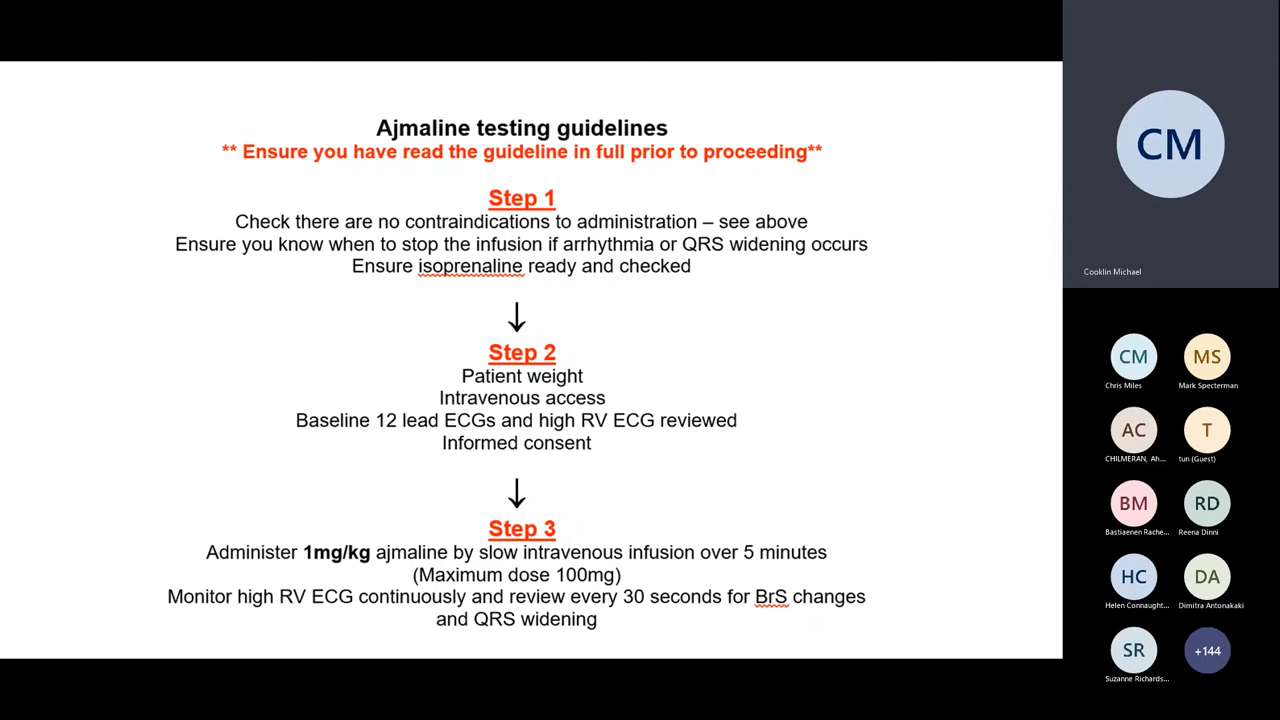 Ajmaline testing guidelines
** Ensure you have read the guideline in full prior to proceeding**
Step 1
Check there are no contraindications to administration – see above
Ensure you know when to stop the infusion if arrhythmia or QRS widening occurs
Ensure isoprenaline ready and checked
Step 2
Patient weight
Intravenous access
Baseline 12 lead ECGs and high RV ECG reviewed
Informed consent
Step 3
Administer 1mg/kg ajmaline by slow intravenous infusion over 5 minutes
(Maximum dose 100mg)
Monitor high RV ECG continuously and review every 30 seconds for BrS changes
and QRS widening
CM
Cooklin Michael
CM
Chris Miles
MS
Mark Specterman
AC
CHILMERAN, Ah...
T
tun (Guest)
BM
Bastiaenen Rache...
RD
Reena Dinni
HC
Helen Connaught...
DA
Dimitra Antonakaki
SR
Suzanne Richards...
+144